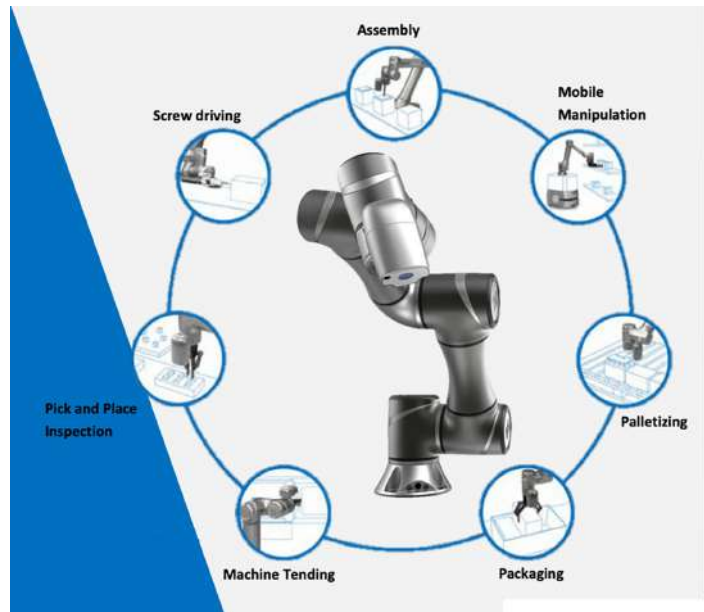 Assembly
Mobile
Manipulation
Screw driving
Pick and Place
Inspection
Palletizing
Machine Tending
Packaging